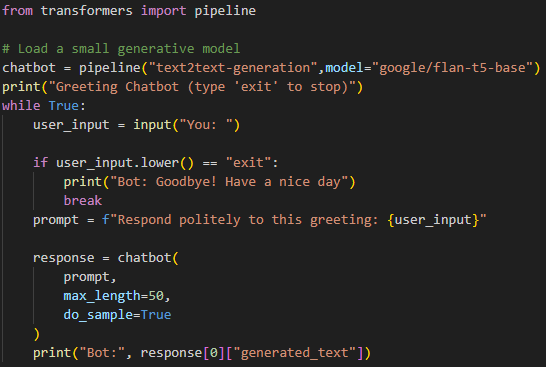 from transformers import pipeline

# Load a small generative model
chatbot = pipeline("text2text-generation",model="google/flan-t5-base")
print("Greeting Chatbot (type 'exit' to stop)")
while True:
    user_input = input("You: ")

    if user_input.lower() == "exit":
        print("Bot: Goodbye! Have a nice day")
        break
    prompt = f"Respond politely to this greeting: {user_input}"

    response = chatbot(
        prompt,
        max_length=50,
        do_sample=True
    )
    print("Bot:", response[0]["generated_text"])